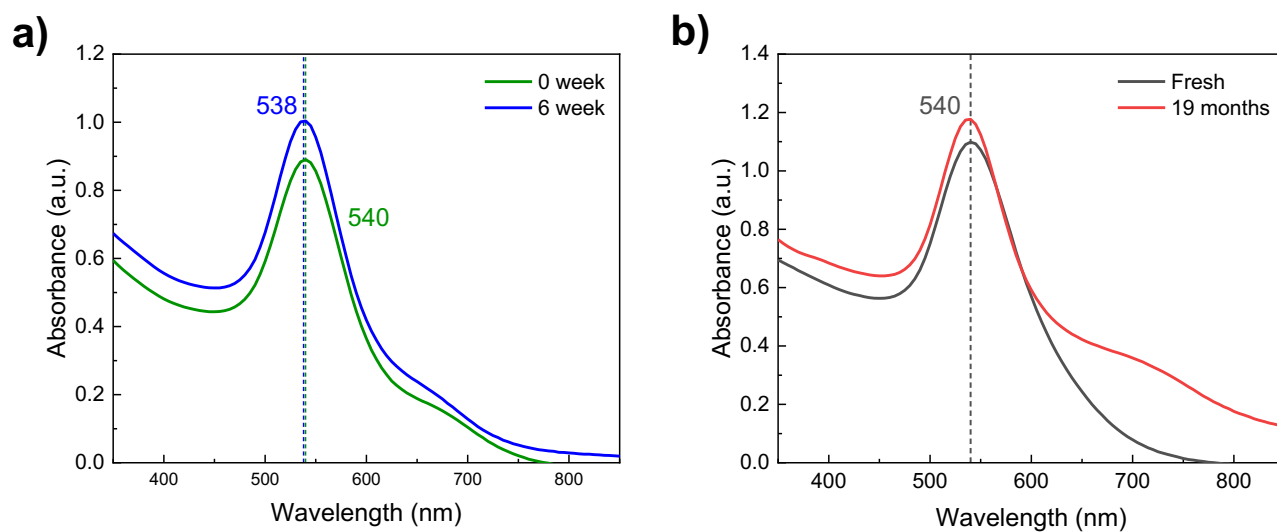 a)
1.2
1.0
0.8
0.6
0.4
0.2
0.0
Absorbance (a.u.)
538
540
0 week
6 week
400 500 600 700 800
Wavelength (nm)
b)
1.4
1.2
1.0
0.8
0.6
0.4
0.2
0.0
Absorbance (a.u.)
540
Fresh
19 months
400 500 600 700 800
Wavelength (nm)